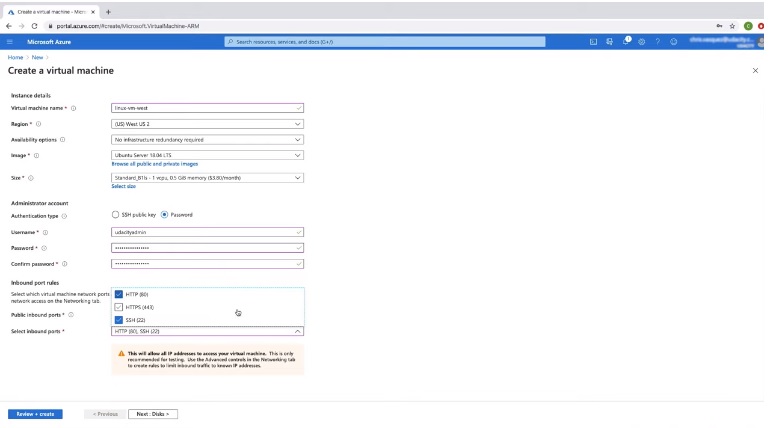 Create a virtual machine - Micro
portal.azure.com/#create/Microsoft.VirtualMachine-ARM
Microsoft Azure
Search resources, services, and docs (G+/)
Home > New >
Create a virtual machine
Instance details
Virtual machine name *
linux-vm-west
Region *
(US) West US 2
Availability options
No infrastructure redundancy required
Image *
Ubuntu Server 18.04 LTS
Browse all public and private images
Size *
Standard_B1ls - 1 vcpu, 0.5 GiB memory ($3.80/month)
Select size
Administrator account
Authentication type
SSH public key
Password
Username *
udacityadmin
Password *
Confirm password *
Inbound port rules
Select which virtual machine network ports
network access on the Networking tab.
HTTP (80)
HTTPS (443)
Public inbound ports *
SSH (22)
Select inbound ports *
HTTP (80), SSH (22)
This will allow all IP addresses to access your virtual machine. This is only
recommended for testing. Use the Advanced controls in the Networking tab
to create rules to limit inbound traffic to known IP addresses.
Review + create
< Previous
Next : Disks >